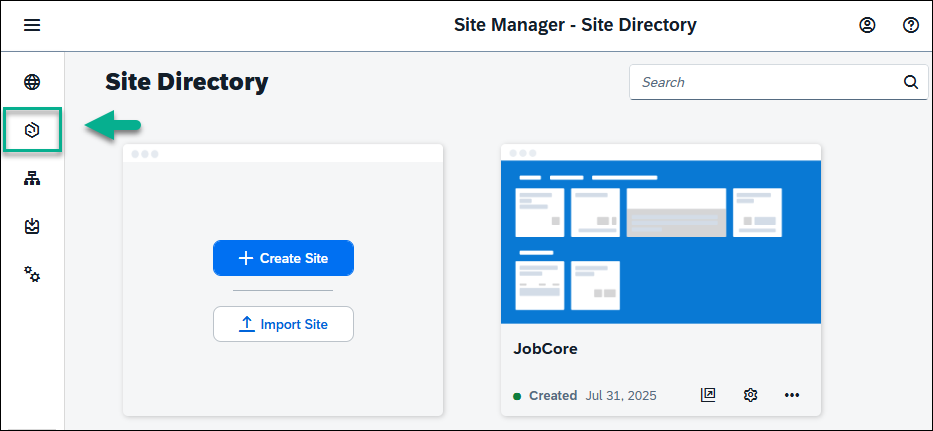 Site Manager - Site Directory
Site Directory
Search
Create Site
Import Site
JobCore
Created Jul 31, 2025